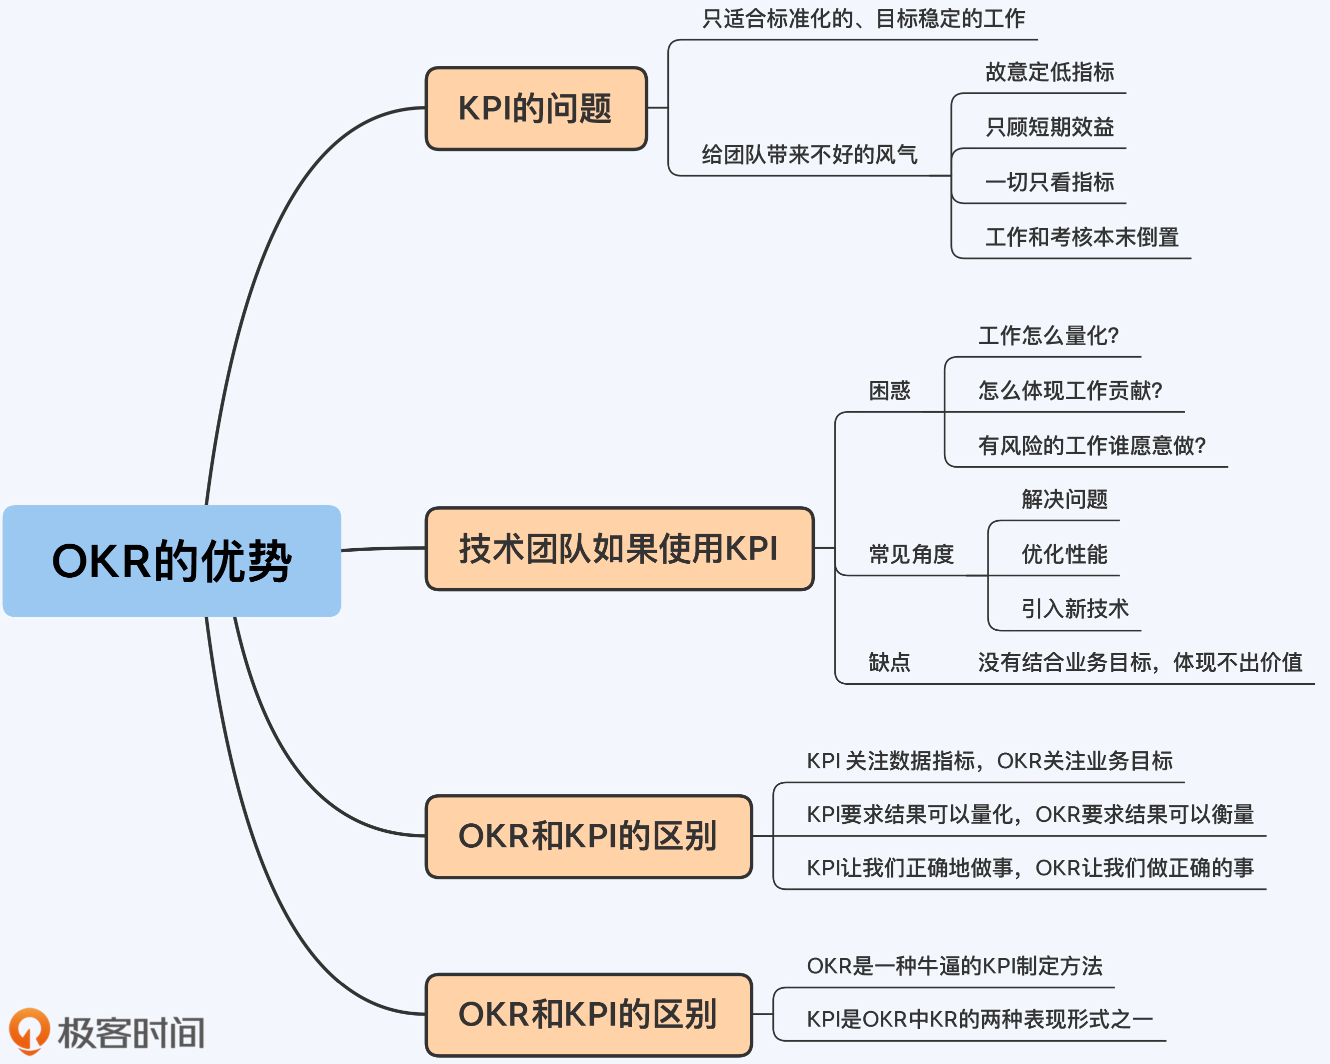 OKR的优势
KPI的问题
只适合标准化的、目标稳定的工作
给团队带来不好的风气
故意定低指标
只顾短期效益
一切只看指标
工作和考核本末倒置
技术团队如果使用KPI
困惑
工作怎么量化?
怎么体现工作贡献?
有风险的工作谁愿意做?
常见角度
解决问题
优化性能
引入新技术
缺点
没有结合业务目标，体现不出价值
OKR和KPI的区别
KPI 关注数据指标，OKR关注业务目标
KPI要求结果可以量化，OKR要求结果可以衡量
KPI让我们正确地做事，OKR让我们做正确的事
OKR和KPI的区别
OKR是一种牛逼的KPI制定方法
KPI是OKR中KR的两种表现形式之一
极客时间